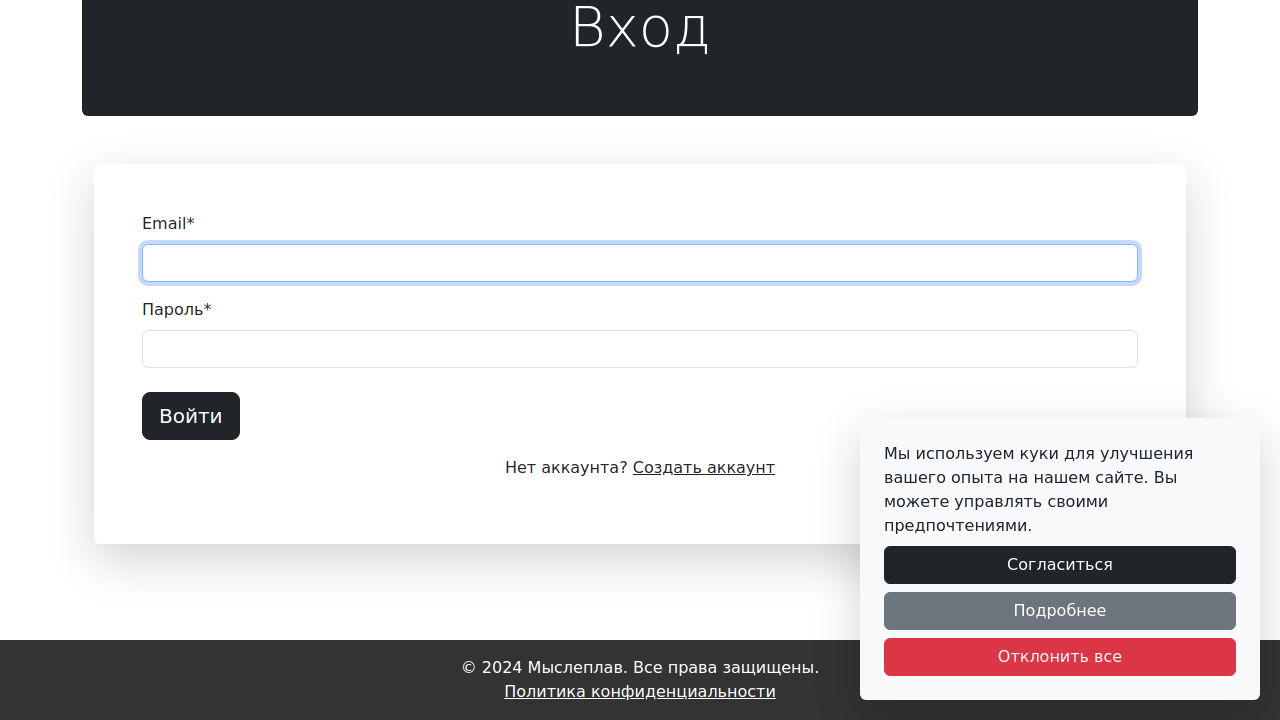 Вход
Email*
Пароль*
Войти
Нет аккаунта? Создать аккаунт
Мы используем куки для улучшения
вашего опыта на нашем сайте. Вы
можете управлять своими
предпочтениями.
Согласиться
Подробнее
Отклонить все
© 2024 Мыслеплав. Все права защищены.
Политика конфиденциальности